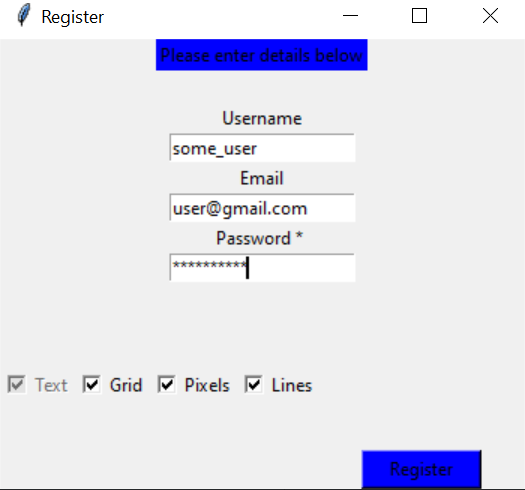 Register
Please enter details below
Username
some_user
Email
user@gmail.com
Password *
**********
Text Grid Pixels Lines
Register